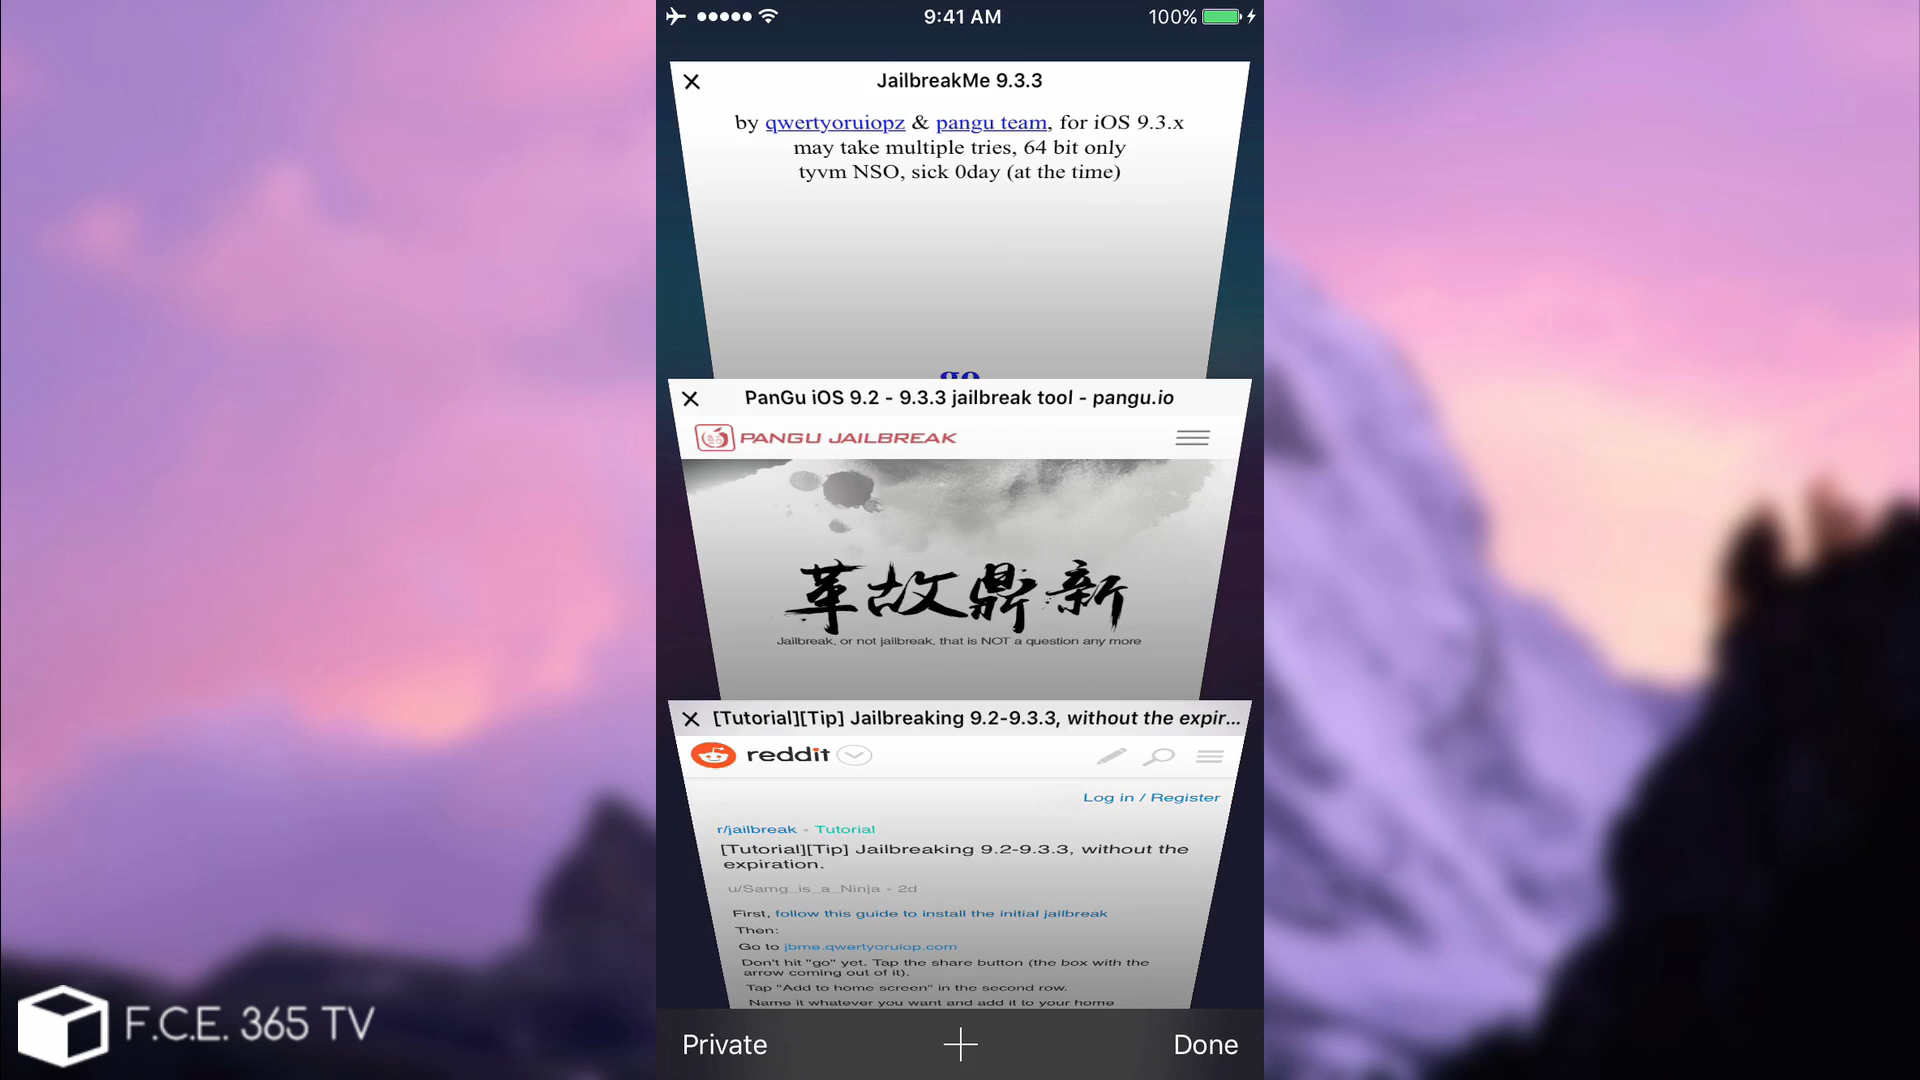 9:41 AM
100%
JailbreakMe 9.3.3
by qwertyoruiopz & pangu team, for iOS 9.3.x
may take multiple tries, 64 bit only
tyvm NSO, sick 0day (at the time)
go
PanGu iOS 9.2 - 9.3.3 jailbreak tool - pangu.io
PANGU JAILBREAK
革故鼎新
Jailbreak, or not jailbreak, that is NOT a question any more
[Tutorial][Tip] Jailbreaking 9.2-9.3.3, without the expir...
reddit
Log in / Register
r/jailbreak • Tutorial
[Tutorial][Tip] Jailbreaking 9.2-9.3.3, without the
expiration.
u/Samg_is_a_Ninja • 2d
First, follow this guide to install the initial jailbreak
Then:
Go to jbme.qwertyoruiop.com
Don't hit "go" yet. Tap the share button (the box with the
arrow coming out of it).
Tap "Add to home screen" in the second row.
Name it whatever you want and add it to your home
Private
Done
F.C.E. 365 TV